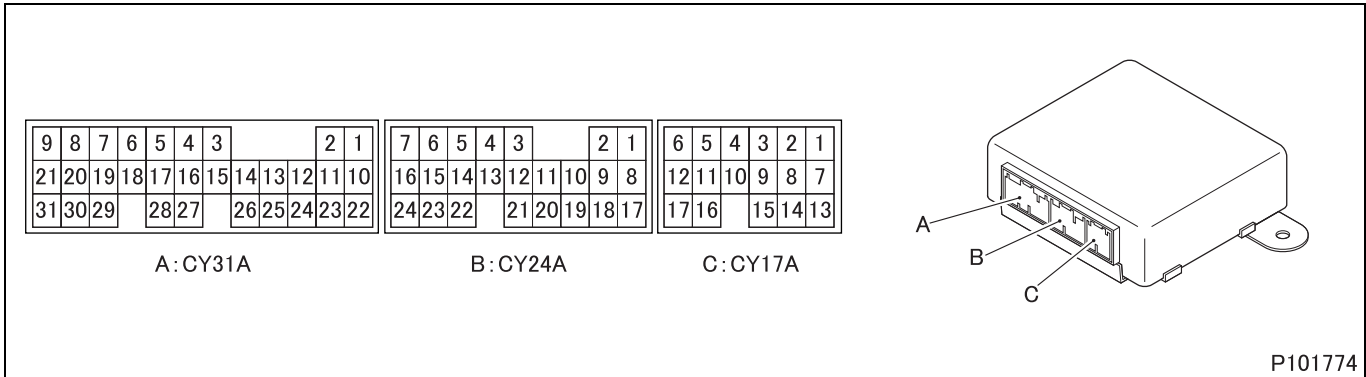 9 8 7 6 5 4 3 2 1
21 20 19 18 17 16 15 14 13 12 11 10
31 30 29 28 27 26 25 24 23 22
A:CY31A
7 6 5 4 3 2 1
16 15 14 13 12 11 10 9 8
24 23 22 21 20 19 18 17
B:CY24A
6 5 4 3 2 1
12 11 10 9 8 7
17 16 15 14 13
C:CY17A
A
B
C
P101774